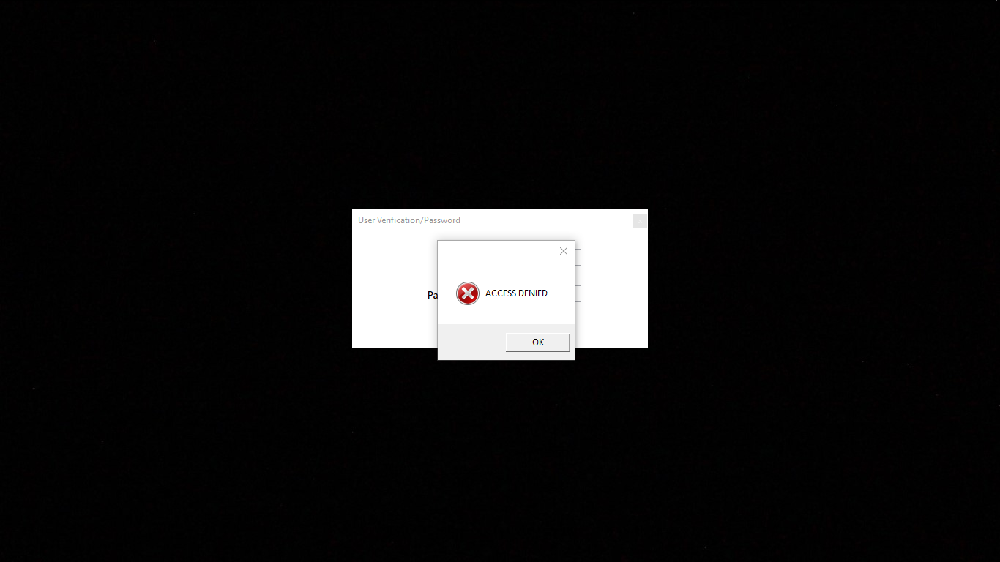 User Verification/Password
ACCESS DENIED
OK